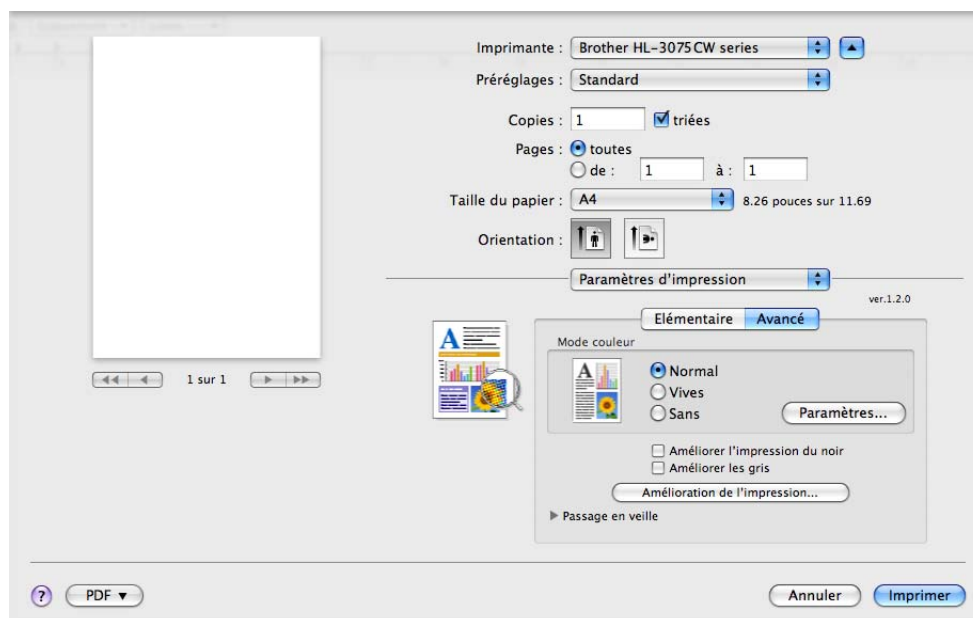 Imprimante : Brother HL-3075CW series
Préréglages : Standard
Copies : 1 triées
Pages : toutes
de : 1 à : 1
Taille du papier : A4 8.26 pouces sur 11.69
Orientation :
Paramètres d'impression
ver.1.2.0
Elémentaire Avancé
Mode couleur
Normal
Vives
Sans
Paramètres...
1 sur 1
Améliorer l'impression du noir
Améliorer les gris
Amélioration de l'impression...
Passage en veille
? PDF Annuler Imprimer